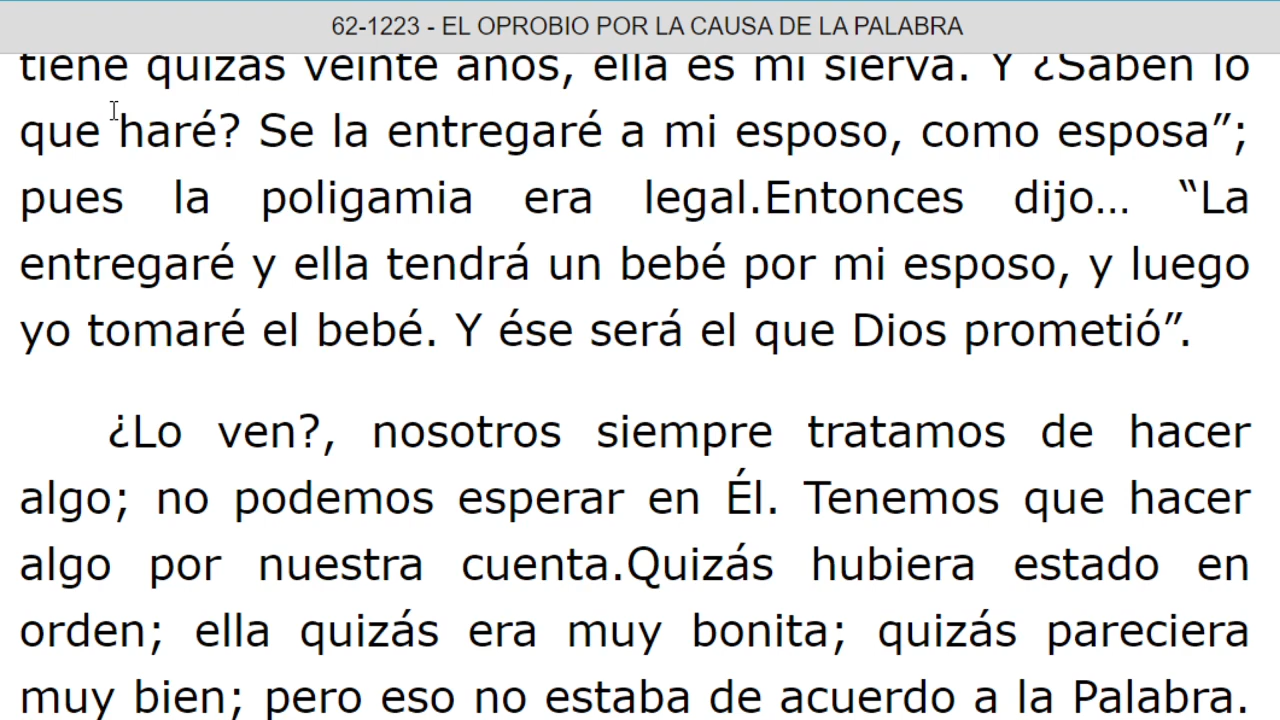 62-1223 - EL OPROBIO POR LA CAUSA DE LA PALABRA
tiene quizás veinte años, ella es mi sierva. Y ¿Saben lo
que haré? Se la entregaré a mi esposo, como esposa”;
pues la poligamia era legal.Entonces dijo… “La
entregaré y ella tendrá un bebé por mi esposo, y luego
yo tomaré el bebé. Y ése será el que Dios prometió”.
¿Lo ven?, nosotros siempre tratamos de hacer
algo; no podemos esperar en Él. Tenemos que hacer
algo por nuestra cuenta.Quizás hubiera estado en
orden; ella quizás era muy bonita; quizás pareciera
muy bien; pero eso no estaba de acuerdo a la Palabra.